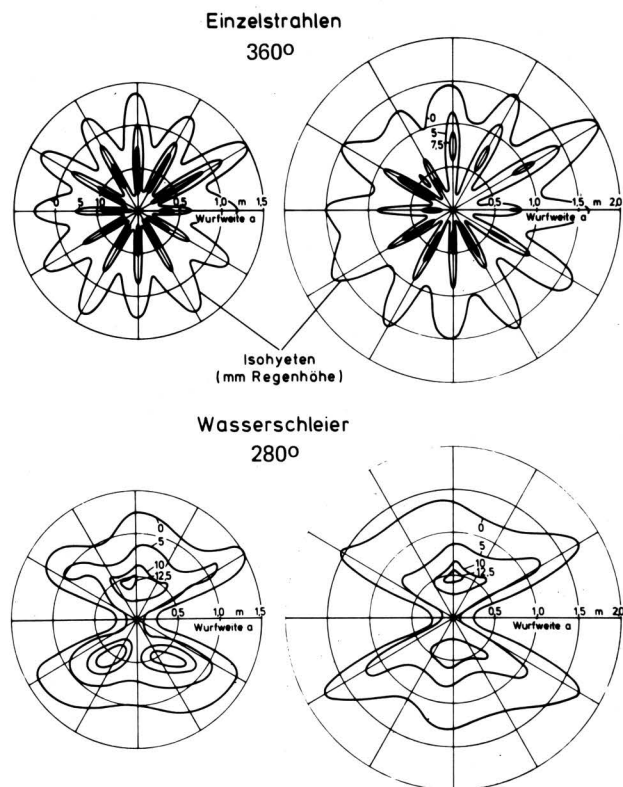 Einzelstrahlen
360°
0 5 10 0,5 1,0 m 1,5
Wurfweite a
0
5
7,5
0,5 1,0 1,5 m 2,0
Wurfweite a
Isohyeten
(mm Regenhöhe)
Wasserschleier
280°
0
5
10
12,5
0,5 1,0 m 1,5
Wurfweite a
0
5
10
12,5
0,5 1,0 1,5 m 2,0
Wurfweite a